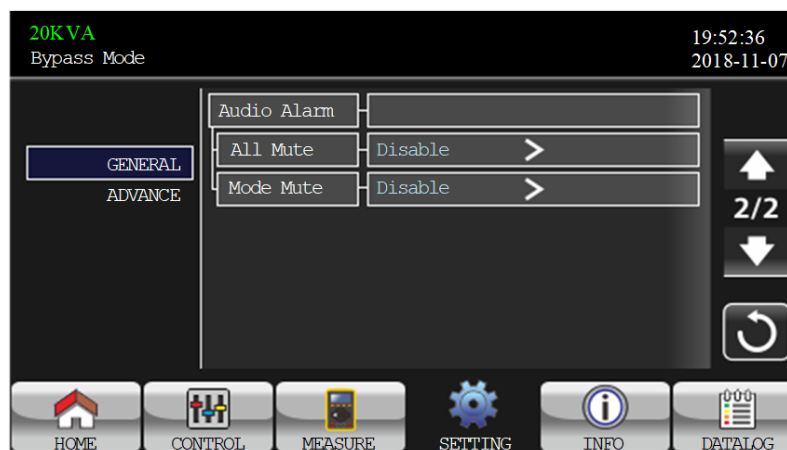 20KVA
Bypass Mode
19:52:36
2018-11-07
GENERAL
ADVANCE
Audio Alarm
All Mute Disable >
Mode Mute Disable >
2/2
HOME CONTROL MEASURE SETTING INFO DATALOG